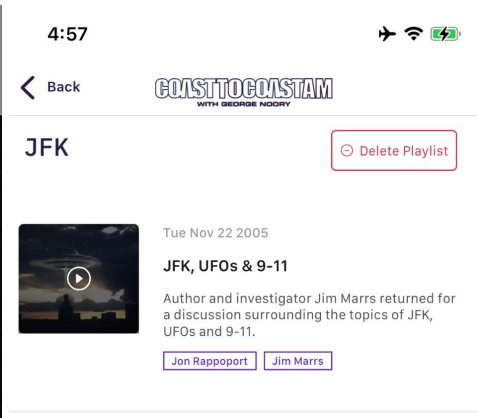 4:57
Back
COASTTOCOASTAM
WITH GEORGE NOORY
JFK
Delete Playlist
Tue Nov 22 2005
JFK, UFOs & 9-11
Author and investigator Jim Marrs returned for
a discussion surrounding the topics of JFK,
UFOs and 9-11.
Jon Rappoport
Jim Marrs